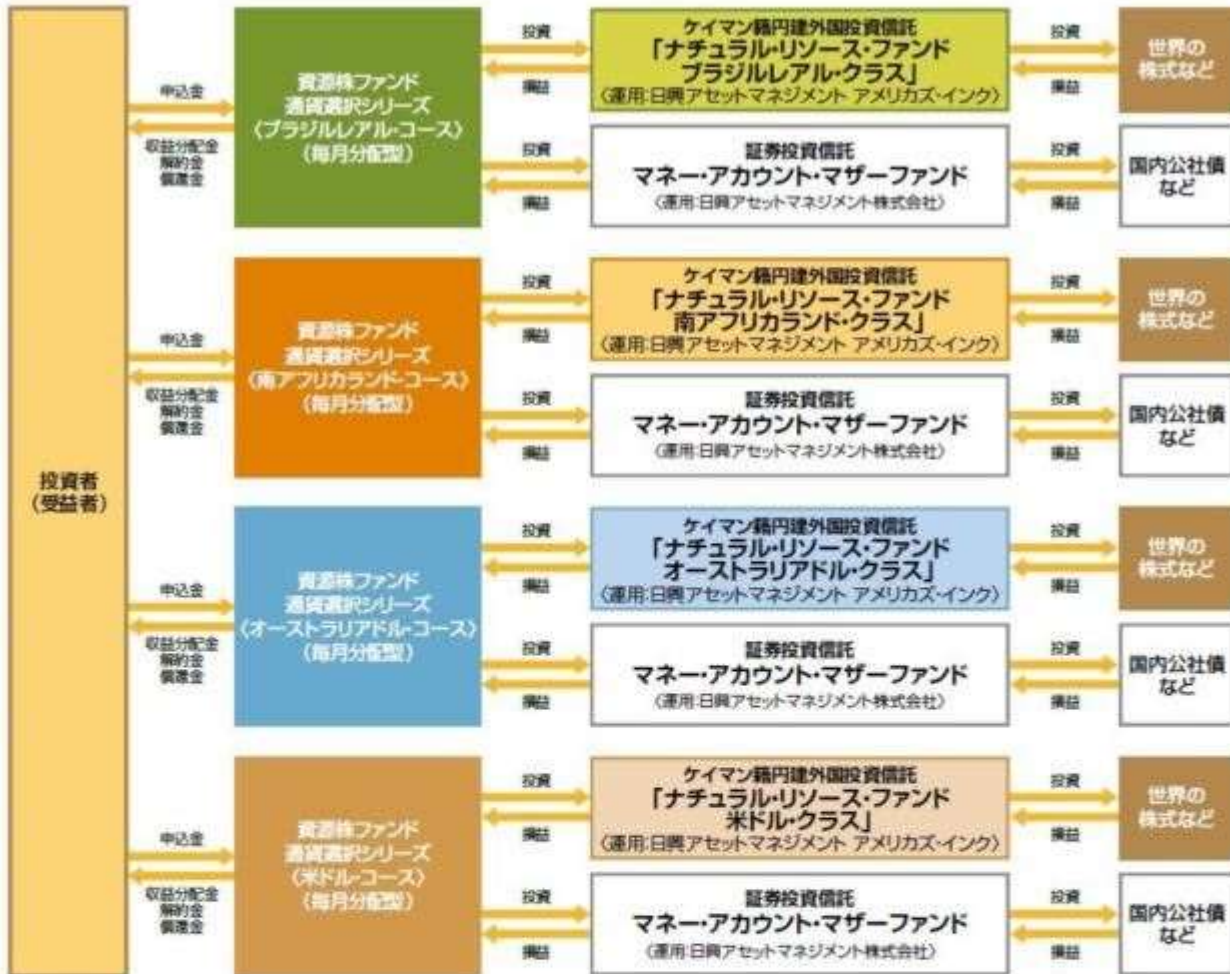 投資者
（受益者）
申込金
収益分配金
解約金
償還金
資源株ファンド
通貨選択シリーズ
〈ブラジルレアル・コース〉
（毎月分配型）
投資
損益
ケイマン籍円建外国投資信託
「ナチュラル・リソース・ファンド
ブラジルレアル・クラス」
〈運用:日興アセットマネジメント アメリカズ・インク〉
投資
損益
世界の
株式など
投資
損益
証券投資信託
マネー・アカウント・マザーファンド
〈運用:日興アセットマネジメント株式会社〉
投資
損益
国内公社債
など
申込金
収益分配金
解約金
償還金
資源株ファンド
通貨選択シリーズ
〈南アフリカランド・コース〉
（毎月分配型）
投資
損益
ケイマン籍円建外国投資信託
「ナチュラル・リソース・ファンド
南アフリカランド・クラス」
〈運用:日興アセットマネジメント アメリカズ・インク〉
投資
損益
世界の
株式など
投資
損益
証券投資信託
マネー・アカウント・マザーファンド
〈運用:日興アセットマネジメント株式会社〉
投資
損益
国内公社債
など
申込金
収益分配金
解約金
償還金
資源株ファンド
通貨選択シリーズ
〈オーストラリアドル・コース〉
（毎月分配型）
投資
損益
ケイマン籍円建外国投資信託
「ナチュラル・リソース・ファンド
オーストラリアドル・クラス」
〈運用:日興アセットマネジメント アメリカズ・インク〉
投資
損益
世界の
株式など
投資
損益
証券投資信託
マネー・アカウント・マザーファンド
〈運用:日興アセットマネジメント株式会社〉
投資
損益
国内公社債
など
申込金
収益分配金
解約金
償還金
資源株ファンド
通貨選択シリーズ
〈米ドル・コース〉
（毎月分配型）
投資
損益
ケイマン籍円建外国投資信託
「ナチュラル・リソース・ファンド
米ドル・クラス」
〈運用:日興アセットマネジメント アメリカズ・インク〉
投資
損益
世界の
株式など
投資
損益
証券投資信託
マネー・アカウント・マザーファンド
〈運用:日興アセットマネジメント株式会社〉
投資
損益
国内公社債
など